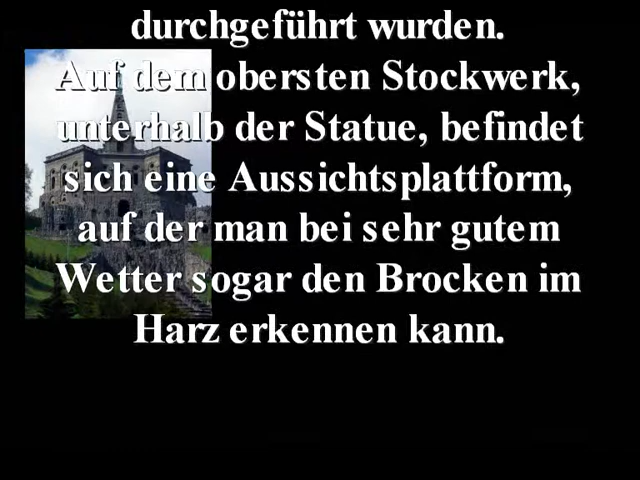 durchgeführt wurden.
Auf dem obersten Stockwerk,
unterhalb der Statue, befindet
sich eine Aussichtsplattform,
auf der man bei sehr gutem
Wetter sogar den Brocken im
Harz erkennen kann.